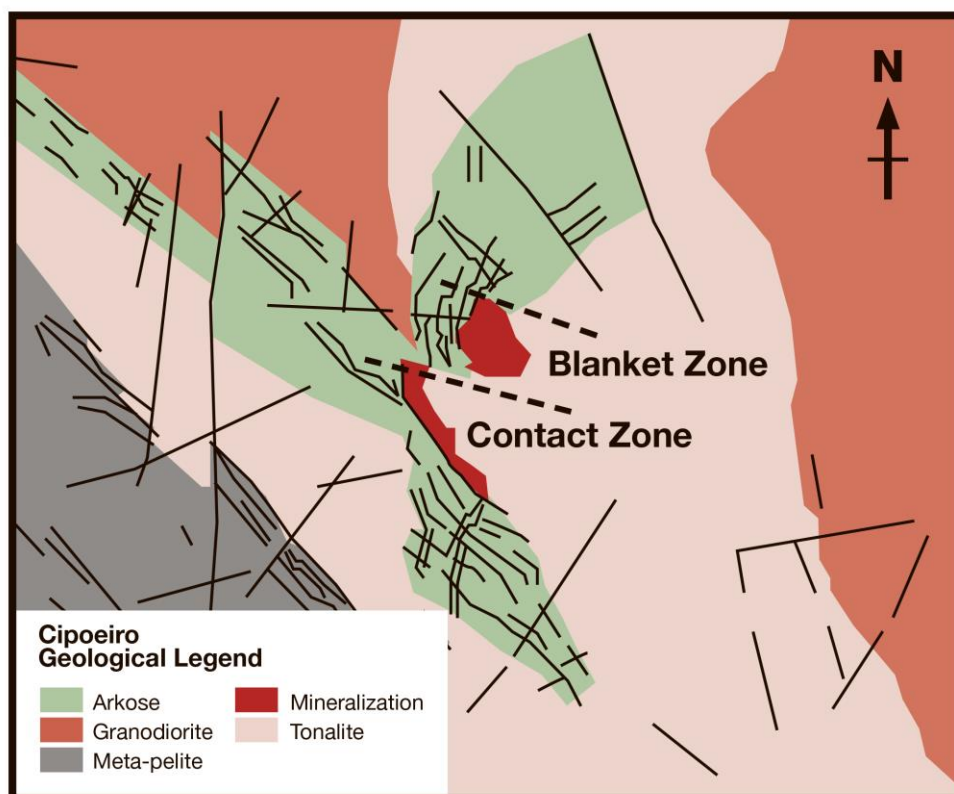 N
Blanket Zone
Contact Zone
Cipoeiro
Geological Legend
Arkose
Mineralization
Granodiorite
Tonalite
Meta-pelite